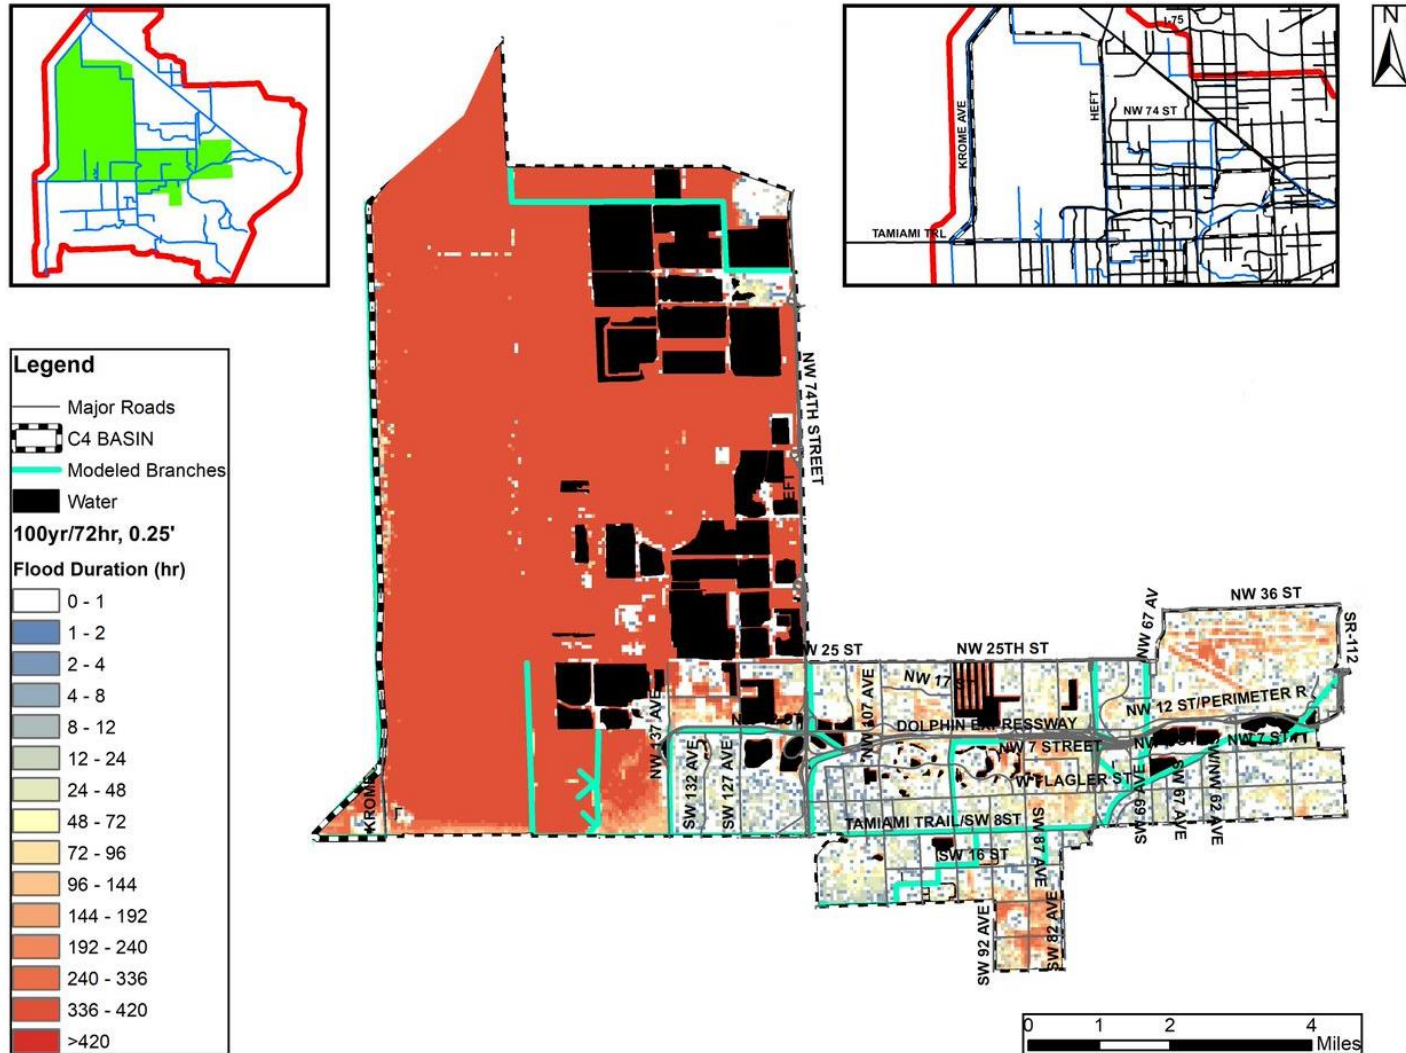 I-75
NW 74 ST
KROME AVE
HEFT
TAMIAMI TRL
N
Legend
Major Roads
C4 BASIN
Modeled Branches
Water
100yr/72hr, 0.25'
Flood Duration (hr)
0 - 1
1 - 2
2 - 4
4 - 8
8 - 12
12 - 24
24 - 48
48 - 72
72 - 96
96 - 144
144 - 192
192 - 240
240 - 336
336 - 420
>420
NW 74TH STREET
NW 36 ST
NW 67 AV
SR-112
W 25 ST
NW 25TH ST
NW 17 ST
NW 107 AVE
NW 12 ST/PERIMETER R
DOLPHIN EXPRESSWAY
NW 137 AVE
NW 7 STREET
NW 7 ST
SW 132 AVE
SW 127 AVE
W FLAGLER ST
SW 69 AVE
SW 67 AVE
W/NW 62 AVE
KROME
TAMIAMI TRAIL/SW 8ST
SW 87 AVE
SW 16 ST
SW 92 AVE
SW 82 AVE
0 1 2 4
Miles